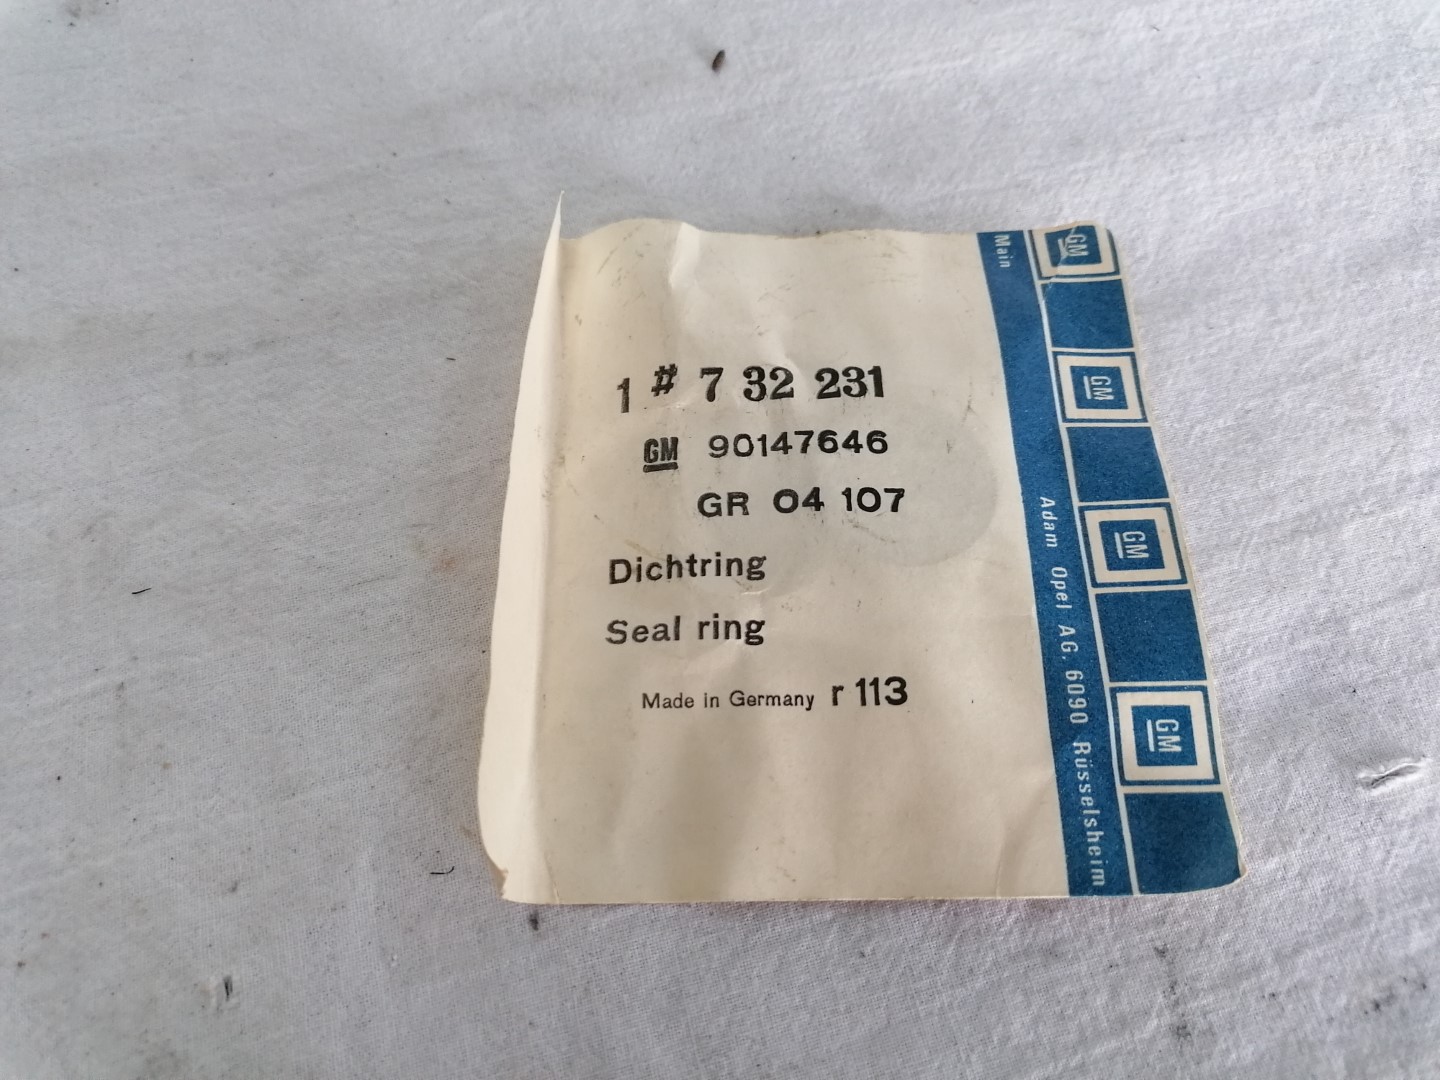 1 # 7 32 231
GM 90147646
GR 04 107
Dichtring
Seal ring
Made in Germany r 113
Main
Adam Opel AG, 6090 Rüsselsheim
GM
GM
GM
GM